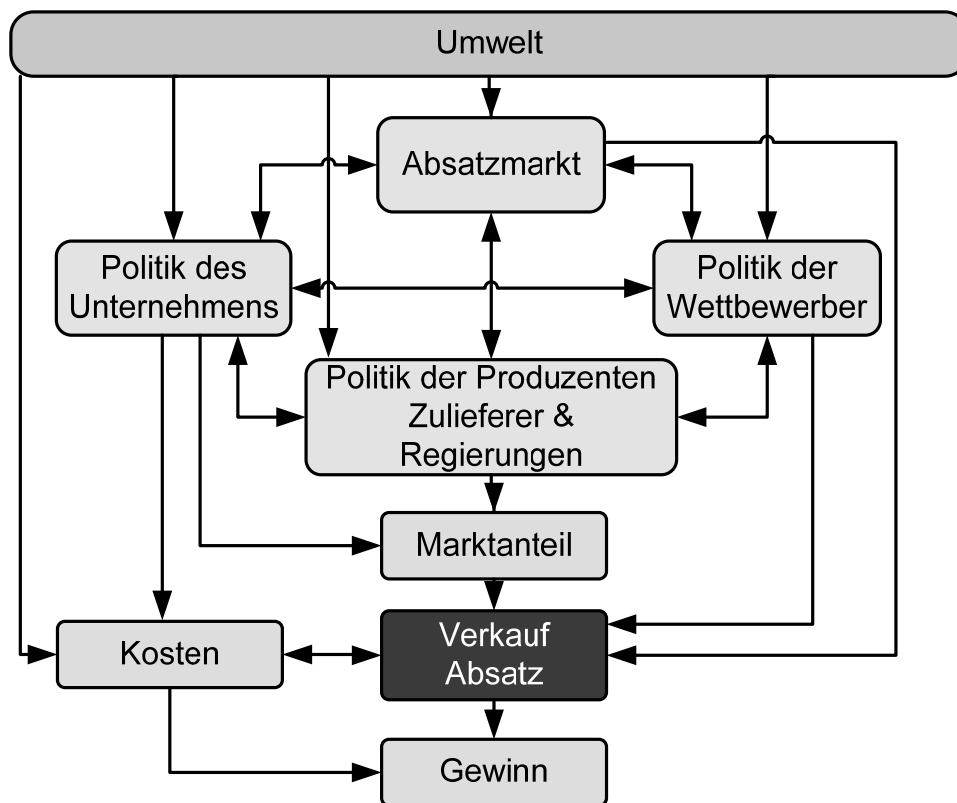 Umwelt
Absatzmarkt
Politik des
Unternehmens
Politik der
Wettbewerber
Politik der Produzenten
Zulieferer &
Regierungen
Marktanteil
Kosten
Verkauf
Absatz
Gewinn